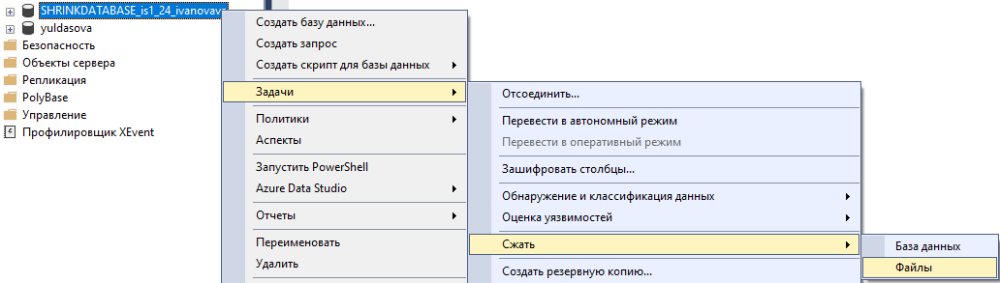 SHRINKDATABASE_is1_24_ivanovav
yuldasova
Безопасность
Объекты сервера
Репликация
PolyBase
Управление
Профилировщик XEvent
Создать базу данных...
Создать запрос
Создать скрипт для базы данных
Задачи
Политики
Аспекты
Запустить PowerShell
Azure Data Studio
Отчеты
Переименовать
Удалить
Отсоединить...
Перевести в автономный режим
Перевести в оперативный режим
Зашифровать столбцы...
Обнаружение и классификация данных
Оценка уязвимостей
Сжать
Создать резервную копию...
База данных
Файлы